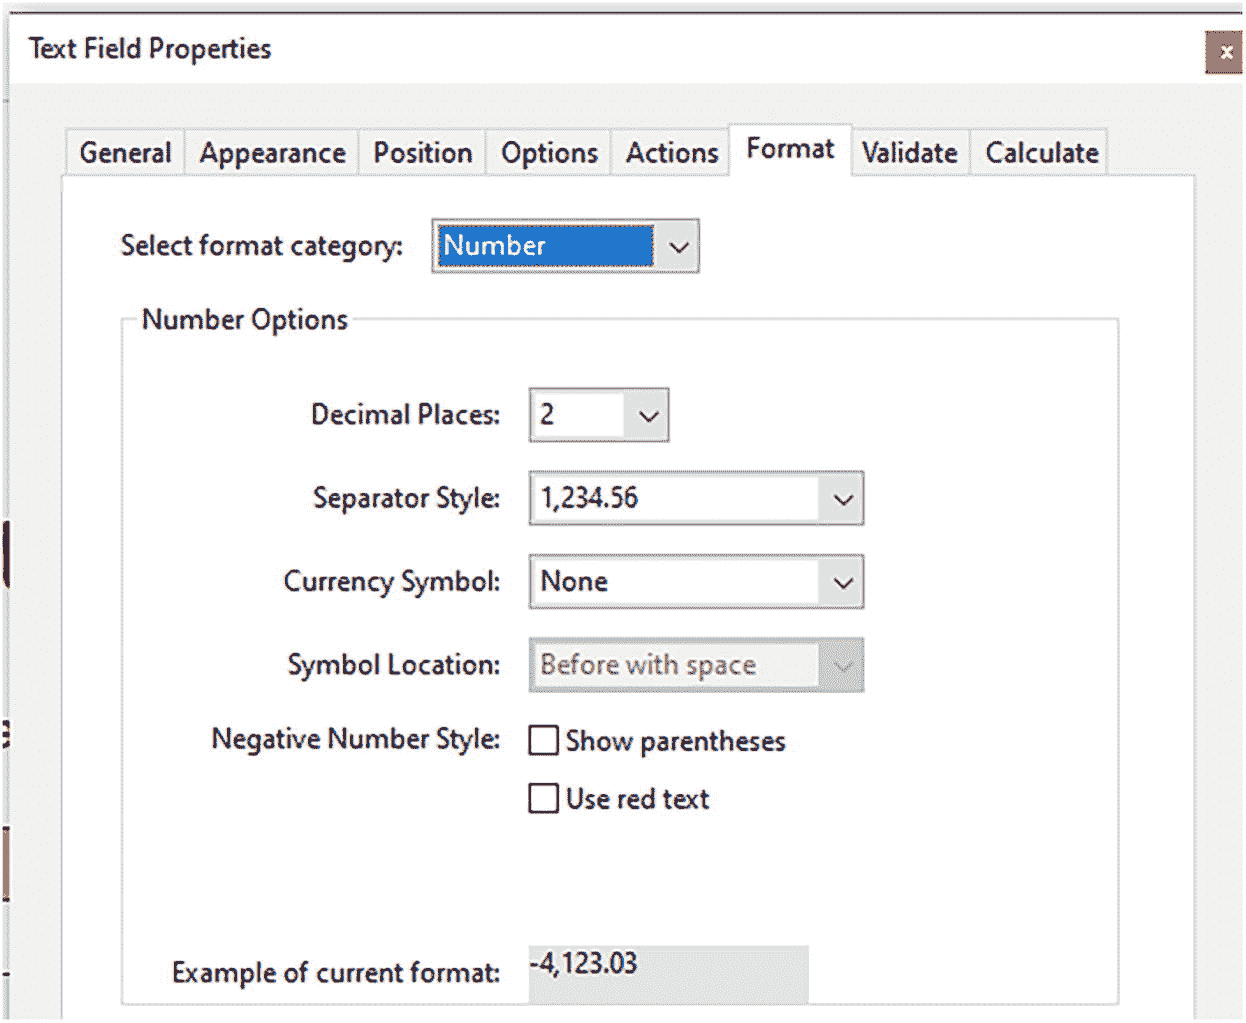 Text Field Properties
x
General Appearance Position Options Actions Format Validate Calculate
Select format category: Number
Number Options
Decimal Places: 2
Separator Style: 1,234.56
Currency Symbol: None
Symbol Location: Before with space
Negative Number Style: Show parentheses
Use red text
Example of current format: -4,123.03